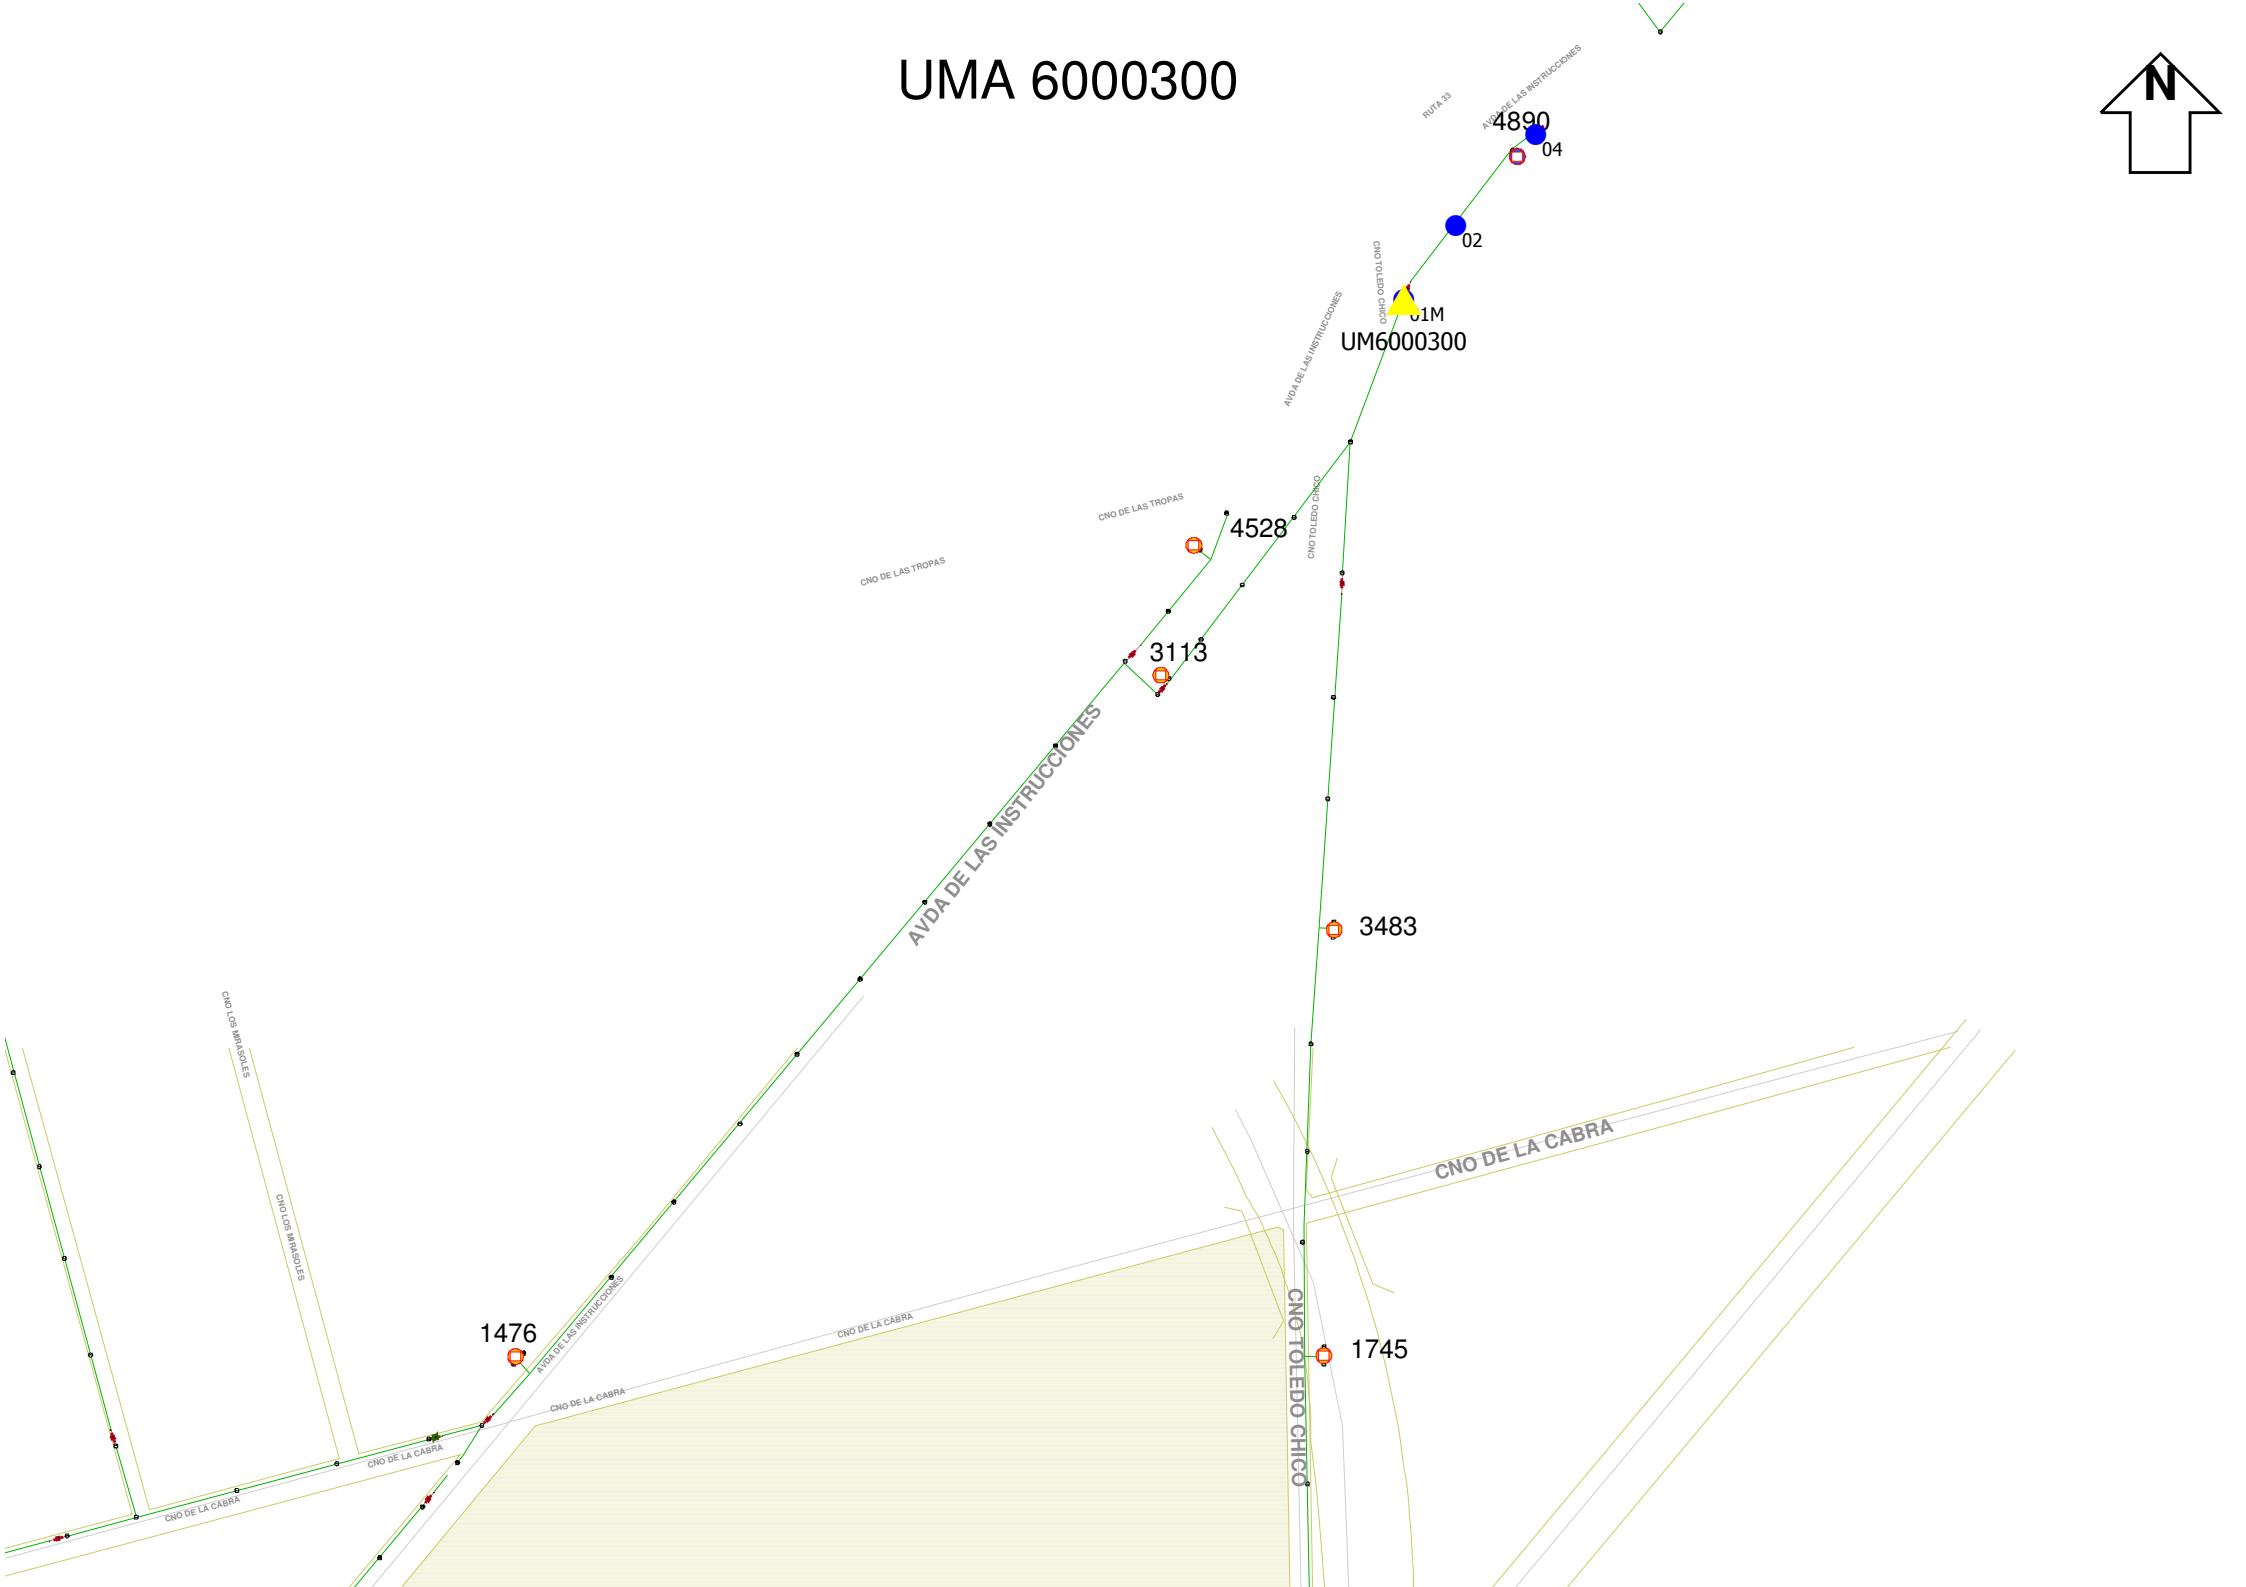 UMA 6000300
N
RUTA 33
AVDA DE LAS INSTRUCCIONES
4890
04
02
CNO TOLEDO CHICO
01M
UM6000300
AVDA DE LAS INSTRUCCIONES
CNO DE LAS TROPAS
4528
CNO TOLEDO CHICO
CNO DE LAS TROPAS
3113
AVDA DE LAS INSTRUCCIONES
3483
CNO LOS MIRASOLES
CNO DE LA CABRA
CNO LOS MIRASOLES
AVDA DE LAS INSTRUCCIONES
1476
CNO DE LA CABRA
CNO TOLEDO CHICO
1745
CNO DE LA CABRA
CNO DE LA CABRA
CNO DE LA CABRA